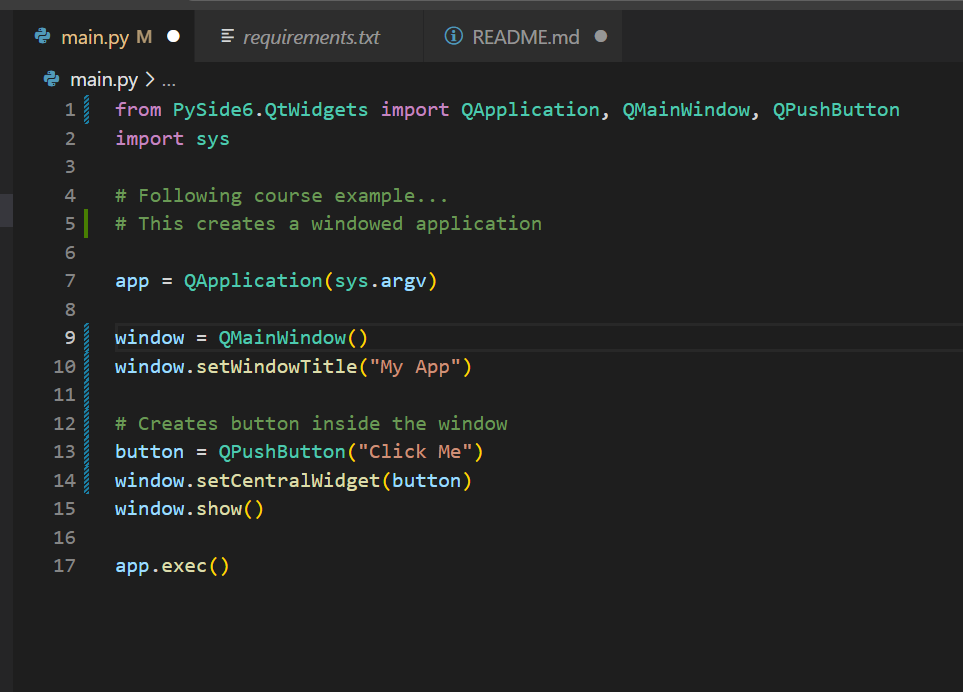 main.py M
requirements.txt
README.md
main.py > ...
1 from PySide6.QtWidgets import QApplication, QMainWindow, QPushButton
2 import sys
3
4 # Following course example...
5 # This creates a windowed application
6
7 app = QApplication(sys.argv)
8
9 window = QMainWindow()
10 window.setWindowTitle("My App")
11
12 # Creates button inside the window
13 button = QPushButton("Click Me")
14 window.setCentralWidget(button)
15 window.show()
16
17 app.exec()